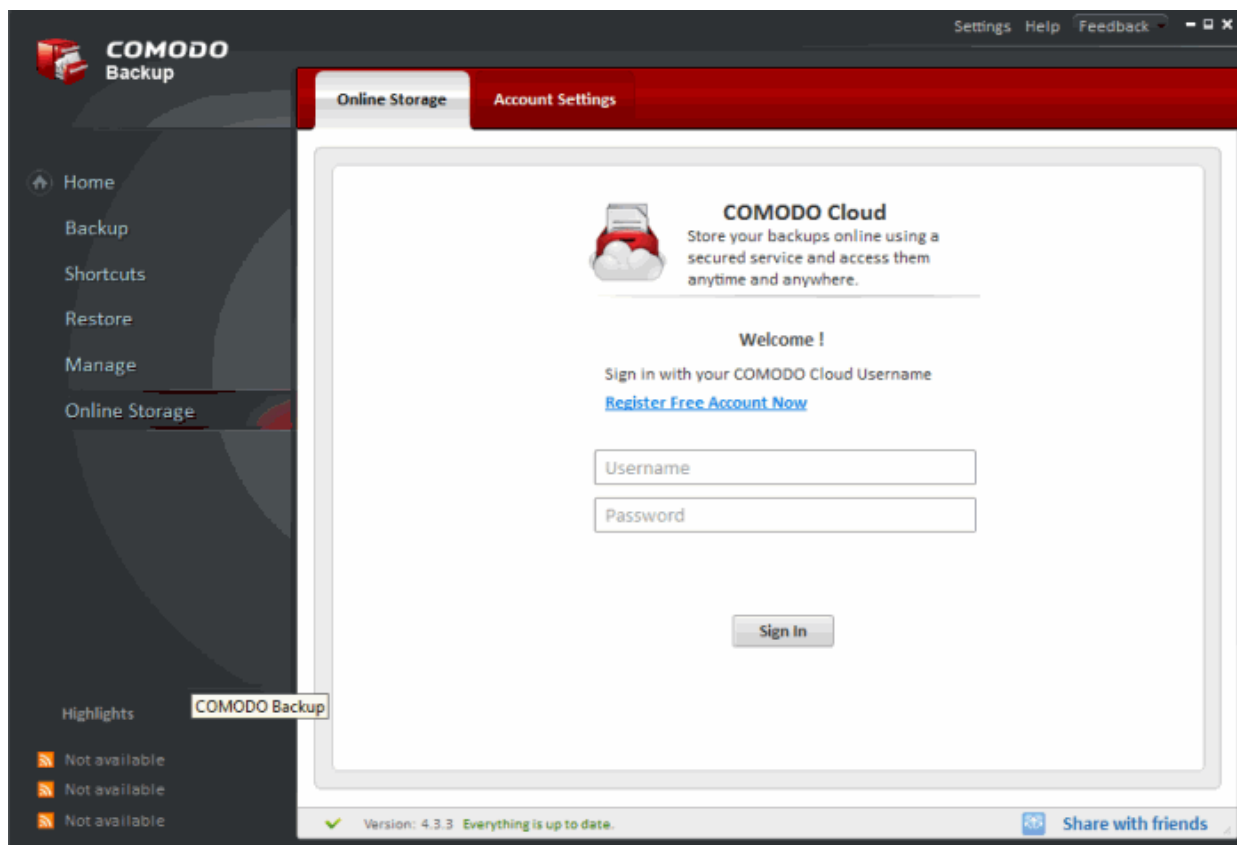 Settings Help Feedback
COMODO
Backup
Online Storage Account Settings
Home
Backup
Shortcuts
Restore
Manage
Online Storage
COMODO Cloud
Store your backups online using a
secured service and access them
anytime and anywhere.
Welcome !
Sign in with your COMODO Cloud Username
Register Free Account Now
Username
Password
Sign In
Highlights
COMODO Backup
Not available
Not available
Not available
Version: 4.3.3 Everything is up to date.
Share with friends